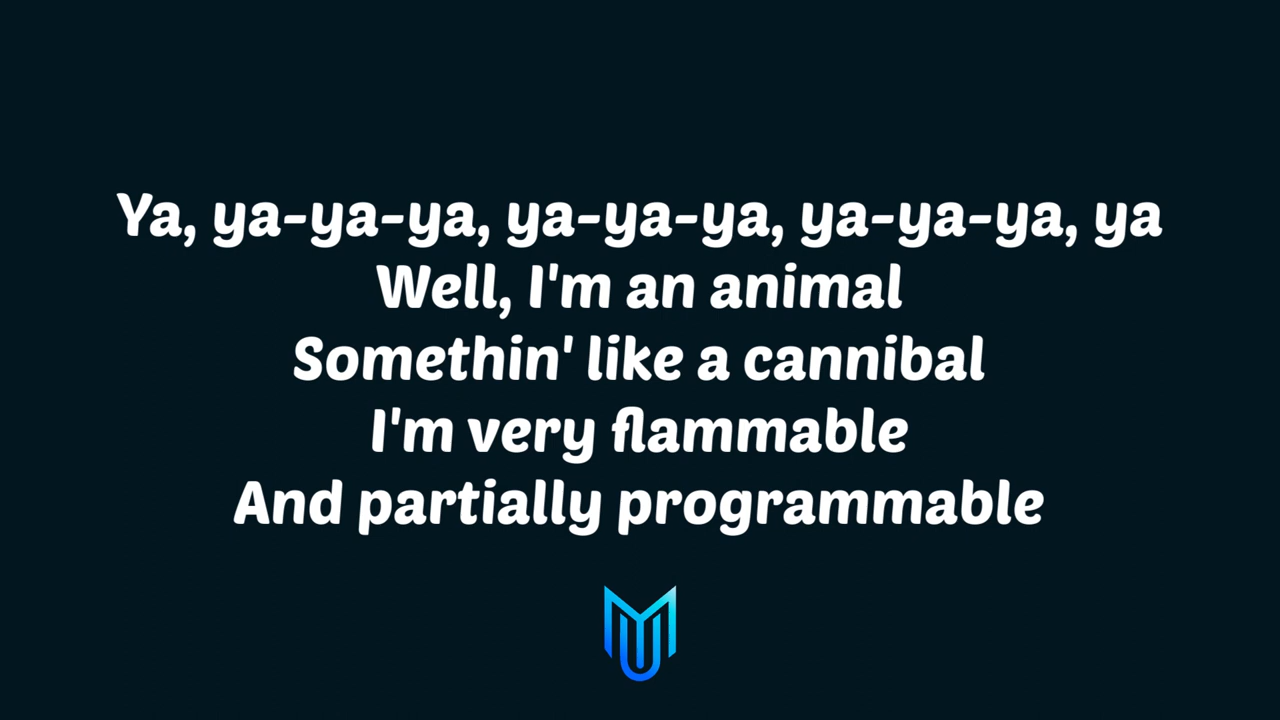 Ya, ya-ya-ya, ya-ya-ya, ya-ya-ya, ya
Well, I'm an animal
Somethin' like a cannibal
I'm very flammable
And partially programmable